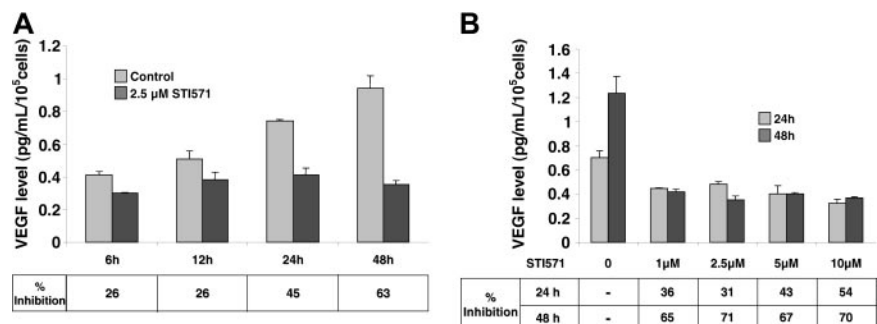 A
VEGF level (pg/mL/10⁵cells)
1.2
1
0.8
0.6
0.4
0.2
0
Control
2.5 µM STI571
6h 12h 24h 48h
% Inhibition 26 26 45 63
B
VEGF level (pg/mL/10⁵cells)
1.6
1.4
1.2
1
0.8
0.6
0.4
0.2
0
24h
48h
STI571 0 1µM 2.5µM 5µM 10µM
% Inhibition
24 h - 36 31 43 54
48 h - 65 71 67 70